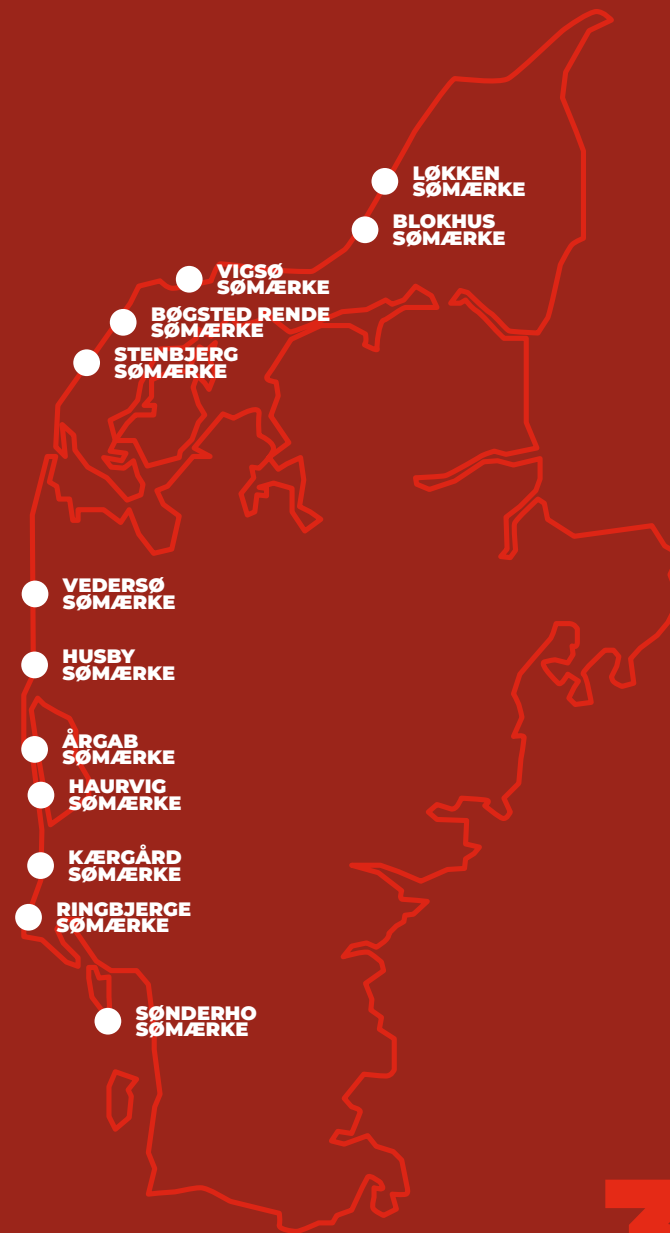 LØKKEN
SØMÆRKE
BLOKHUS
SØMÆRKE
VIGSØ
SØMÆRKE
BØGSTED RENDE
SØMÆRKE
STENBJERG
SØMÆRKE
VEDERSØ
SØMÆRKE
HUSBY
SØMÆRKE
ÅRGAB
SØMÆRKE
HAURVIG
SØMÆRKE
KÆRGÅRD
SØMÆRKE
RINGBJERGE
SØMÆRKE
SØNDERHO
SØMÆRKE